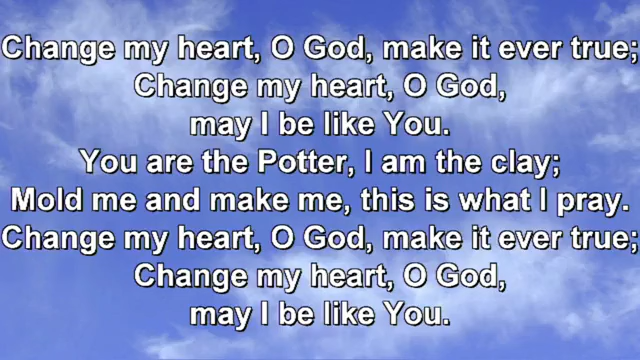 Change my heart, O God, make it ever true;
Change my heart, O God,
may I be like You.
You are the Potter, I am the clay;
Mold me and make me, this is what I pray.
Change my heart, O God, make it ever true;
Change my heart, O God,
may I be like You.